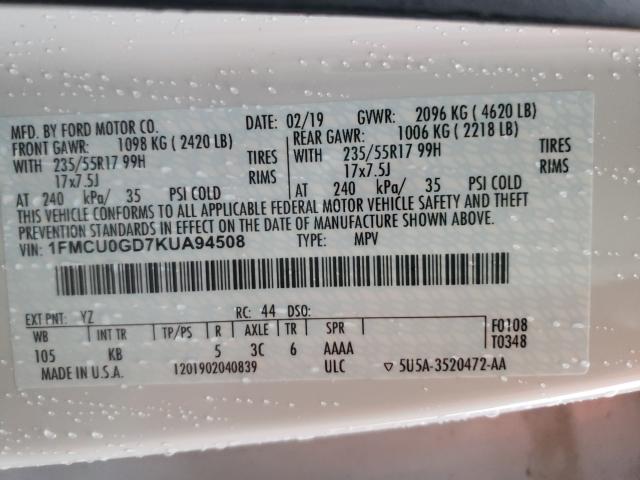 MFD. BY FORD MOTOR CO. DATE: 02/19 GVWR: 2096 KG ( 4620 LB)
FRONT GAWR: 1098 KG ( 2420 LB) REAR GAWR: 1006 KG ( 2218 LB)
WITH 235/55R17 99H TIRES WITH 235/55R17 99H TIRES
17x7.5J RIMS 17x7.5J RIMS
AT 240 kPa/ 35 PSI COLD AT 240 kPa/ 35 PSI COLD
THIS VEHICLE CONFORMS TO ALL APPLICABLE FEDERAL MOTOR VEHICLE SAFETY AND THEFT
PREVENTION STANDARDS IN EFFECT ON THE DATE OF MANUFACTURE SHOWN ABOVE.
VIN: 1FMCU0GD7KUA94508 TYPE: MPV
EXT PNT: YZ RC: 44 DSO:
WB INT TR TP/PS R AXLE TR SPR F0108
105 KB 5 3C 6 AAAA T0348
MADE IN U.S.A. 1201902040839 ULC ▽ 5U5A-3520472-AA